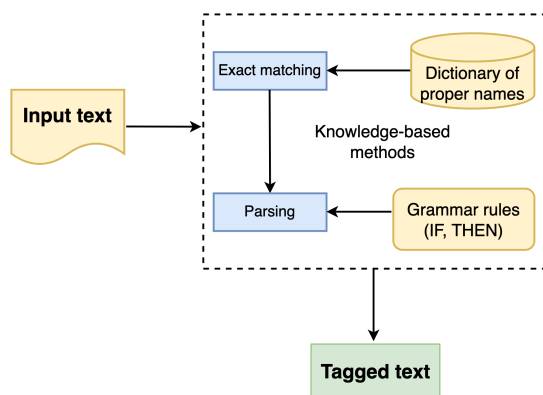 Exact matching
Dictionary of
proper names
Input text
Knowledge-based
methods
Parsing
Grammar rules
(IF, THEN)
Tagged text